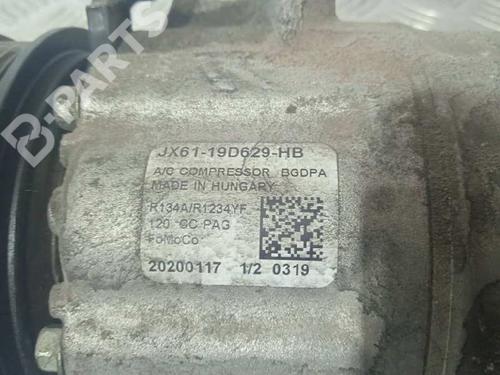 B-PARTS
JX61-19D629-HB
A/C COMPRESSOR BGDPA
MADE IN HUNGARY
R134A/R1234YF
120 CC PAG
FoMoCo
20200117 1/2 0319